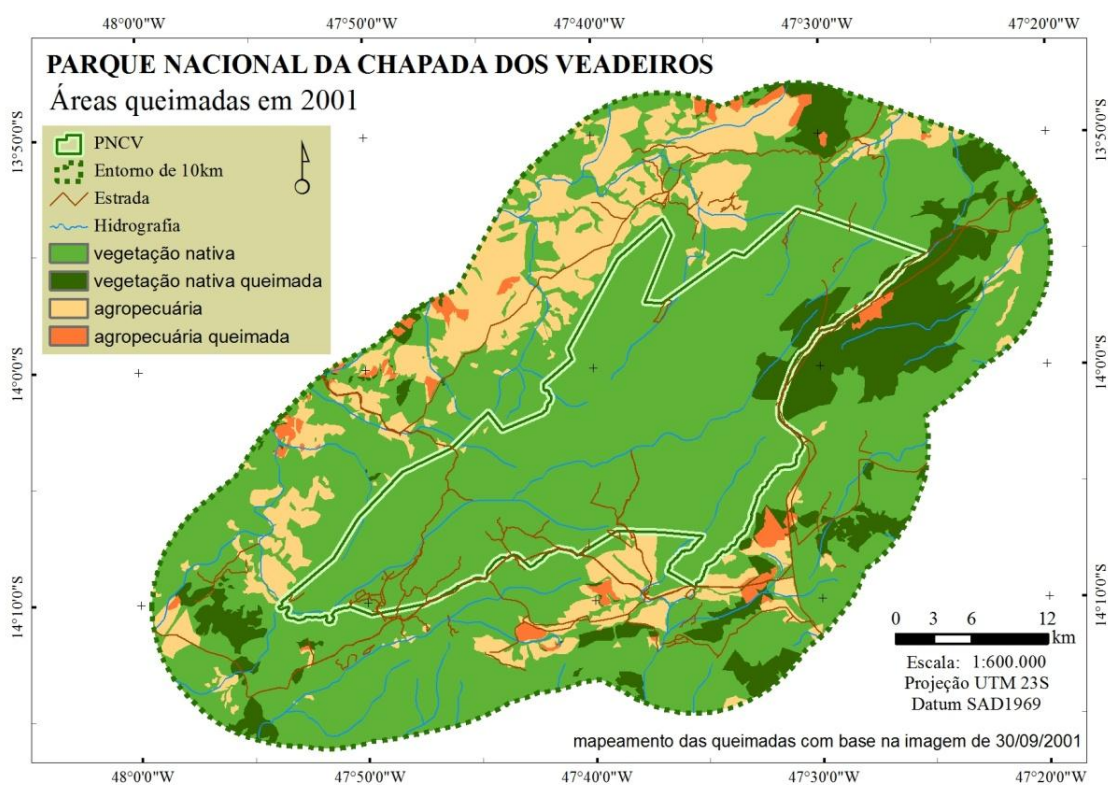 48°0'0"W 47°50'0"W 47°40'0"W 47°30'0"W 47°20'0"W
PARQUE NACIONAL DA CHAPADA DOS VEADEIROS
Áreas queimadas em 2001
PNCV
Entorno de 10km
Estrada
Hidrografia
vegetação nativa
vegetação nativa queimada
agropecuária
agropecuária queimada
13°50'0"S 13°50'0"S
14°0'0"S 14°0'0"S
14°10'0"S 14°10'0"S
0 3 6 12
km
Escala: 1:600.000
Projeção UTM 23S
Datum SAD1969
mapeamento das queimadas com base na imagem de 30/09/2001
48°0'0"W 47°50'0"W 47°40'0"W 47°30'0"W 47°20'0"W